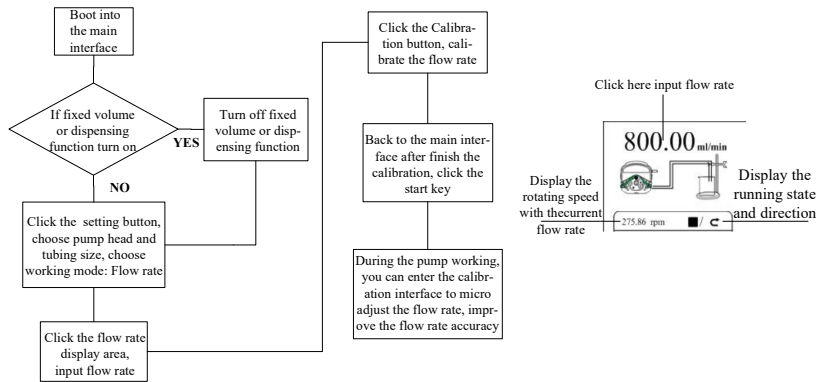 Boot into
the main
interface
If fixed volume
or dispensing
function turn on
YES
Turn off fixed
volume or disp-
ensing function
NO
Click the setting button,
choose pump head and
tubing size, choose
working mode: Flow rate
Click the flow rate
display area,
input flow rate
Click the Calibra-
tion button, cali-
brate the flow rate
Back to the main inter-
face after finish the
calibration, click the
start key
During the pump working,
you can enter the calibr-
ation interface to micro
adjust the flow rate, impr-
ove the flow rate accuracy
Click here input flow rate
800.00 ml/min
Display the
rotating speed
with thecurrent
flow rate
275.86 rpm
/
Display the
running state
and direction